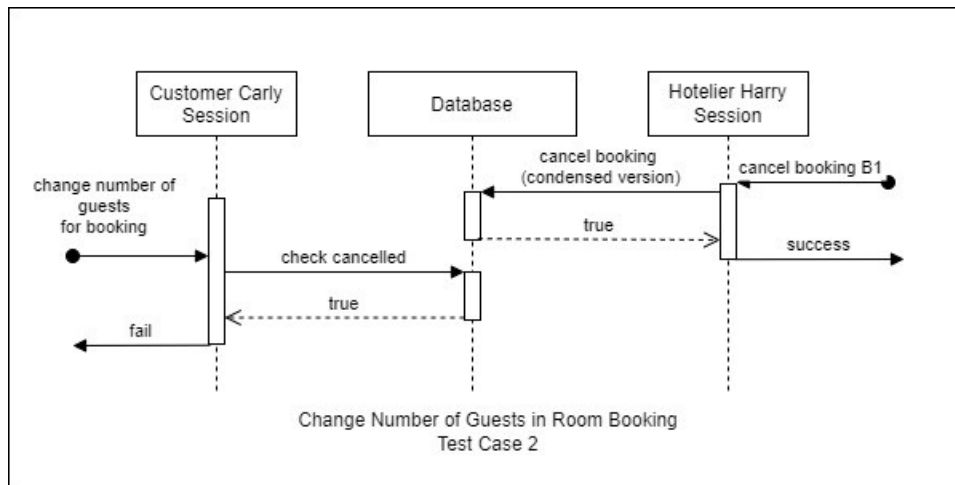 Customer Carly
Session
Database
Hotelier Harry
Session
cancel booking
(condensed version)
cancel booking B1
change number of
guests
for booking
true
success
check cancelled
true
fail
Change Number of Guests in Room Booking
Test Case 2